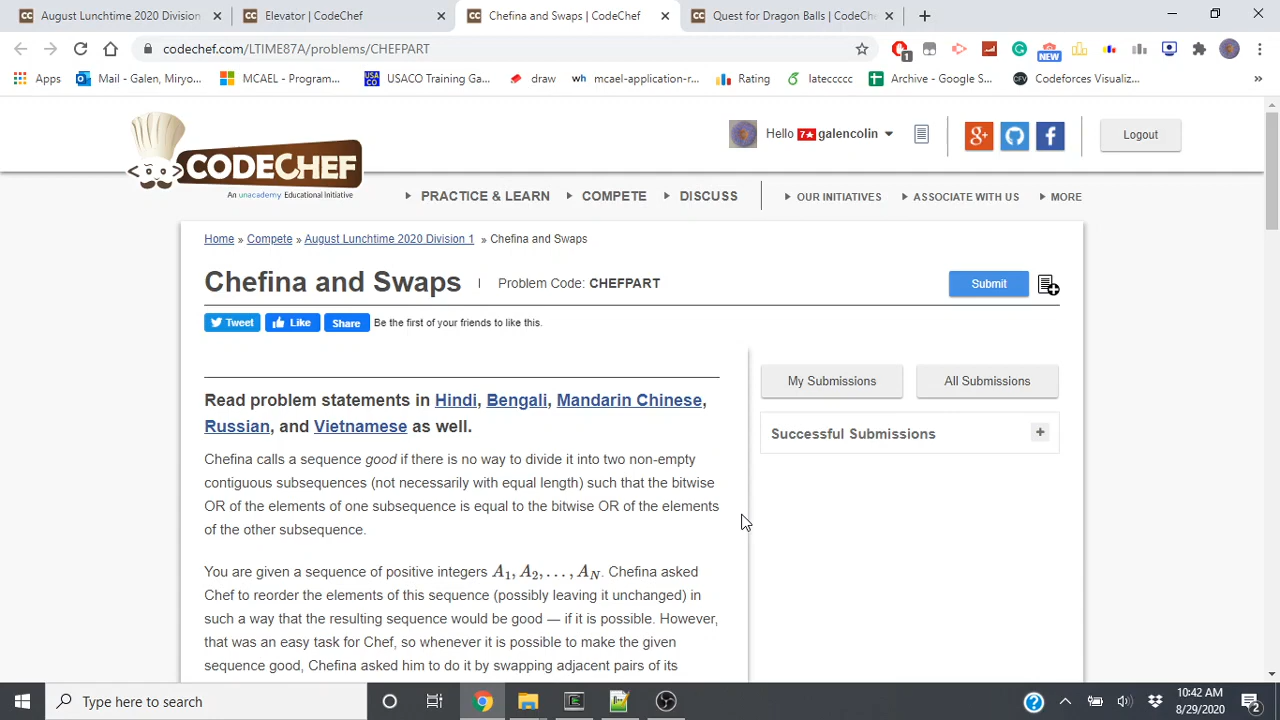 August Lunchtime 2020 Division
Elevator | CodeChef
Chefina and Swaps | CodeChef
Quest for Dragon Balls | CodeChe
codechef.com/LTIME87A/problems/CHEFPART
1
NEW
Apps
Mail - Galen, Miryo...
MCAEL - Program...
USACO Training Ga...
draw
mcael-application-r...
Rating
lateccccc
Archive - Google S...
Codeforces Visualiz...
»
CODECHEF
An unacademy Educational Initiative
Hello 7★ galencolin
Logout
PRACTICE & LEARN
COMPETE
DISCUSS
OUR INITIATIVES
ASSOCIATE WITH US
MORE
Home » Compete » August Lunchtime 2020 Division 1 » Chefina and Swaps
Chefina and Swaps
Problem Code: CHEFPART
Submit
Tweet
Like
Share
Be the first of your friends to like this.
My Submissions
All Submissions
Successful Submissions
Read problem statements in Hindi, Bengali, Mandarin Chinese,
Russian, and Vietnamese as well.
Chefina calls a sequence good if there is no way to divide it into two non-empty
contiguous subsequences (not necessarily with equal length) such that the bitwise
OR of the elements of one subsequence is equal to the bitwise OR of the elements
of the other subsequence.
You are given a sequence of positive integers A1, A2, . . . , AN. Chefina asked
Chef to reorder the elements of this sequence (possibly leaving it unchanged) in
such a way that the resulting sequence would be good — if it is possible. However,
that was an easy task for Chef, so whenever it is possible to make the given
sequence good, Chefina asked him to do it by swapping adjacent pairs of its
Type here to search
10:42 AM
8/29/2020
2